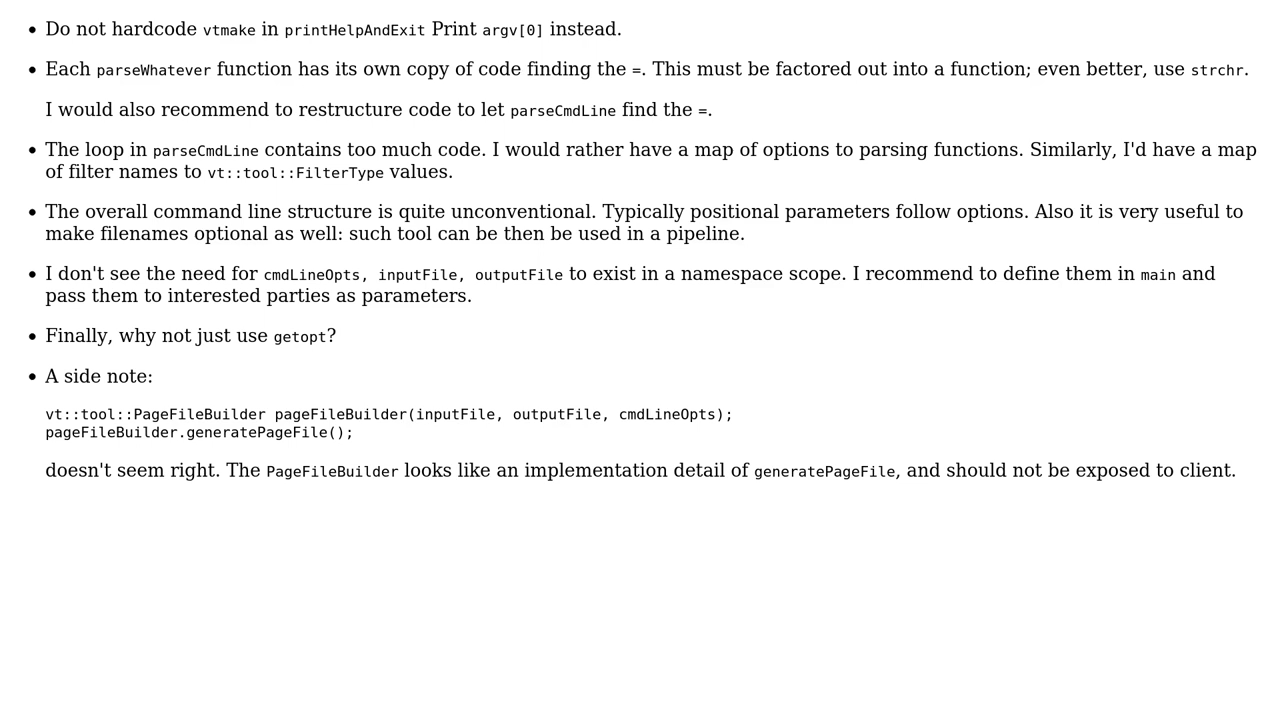 • Do not hardcode vtmake in printHelpAndExit Print argv[0] instead.
• Each parseWhatever function has its own copy of code finding the =. This must be factored out into a function; even better, use strchr.
I would also recommend to restructure code to let parseCmdLine find the =.
• The loop in parseCmdLine contains too much code. I would rather have a map of options to parsing functions. Similarly, I'd have a map
of filter names to vt::tool::FilterType values.
• The overall command line structure is quite unconventional. Typically positional parameters follow options. Also it is very useful to
make filenames optional as well: such tool can be then be used in a pipeline.
• I don't see the need for cmdLineOpts, inputFile, outputFile to exist in a namespace scope. I recommend to define them in main and
pass them to interested parties as parameters.
• Finally, why not just use getopt?
• A side note:
vt::tool::PageFileBuilder pageFileBuilder(inputFile, outputFile, cmdLineOpts);
pageFileBuilder.generatePageFile();
doesn't seem right. The PageFileBuilder looks like an implementation detail of generatePageFile, and should not be exposed to client.